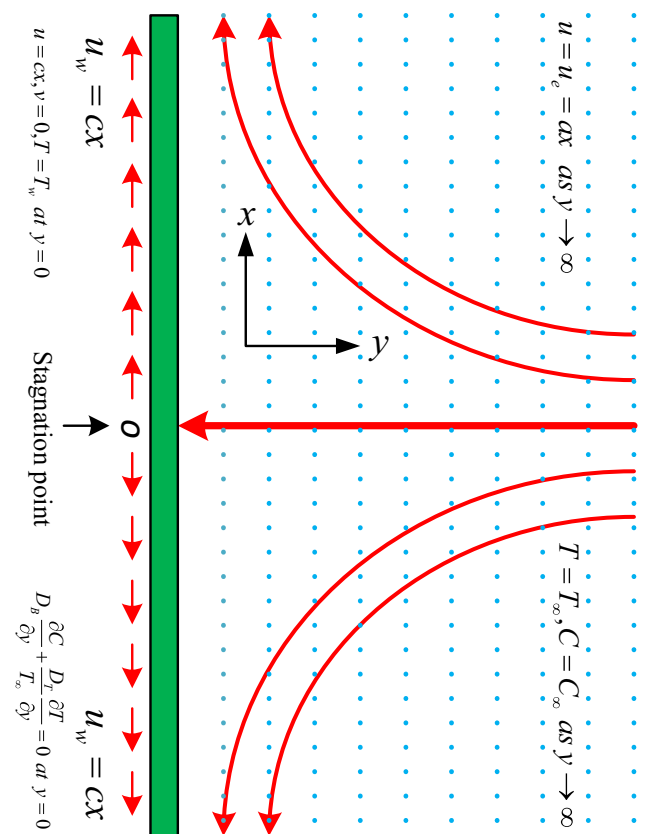 u = u_e = ax as y → ∞
T = T_∞, C = C_∞ as y → ∞
x
y
u_w = cx
o
u_w = cx
u = cx, v = 0, T = T_w at y = 0
Stagnation point
D_B ∂C/∂y + D_T/T_∞ ∂T/∂y = 0 at y = 0